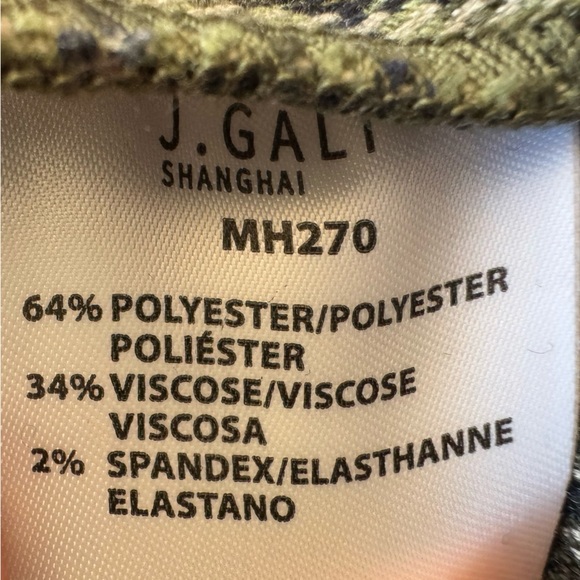 J.GALT
SHANGHAI
MH270
64% POLYESTER/POLYESTER
POLIÉSTER
34% VISCOSE/VISCOSE
VISCOSA
2% SPANDEX/ELASTHANNE
ELASTANO